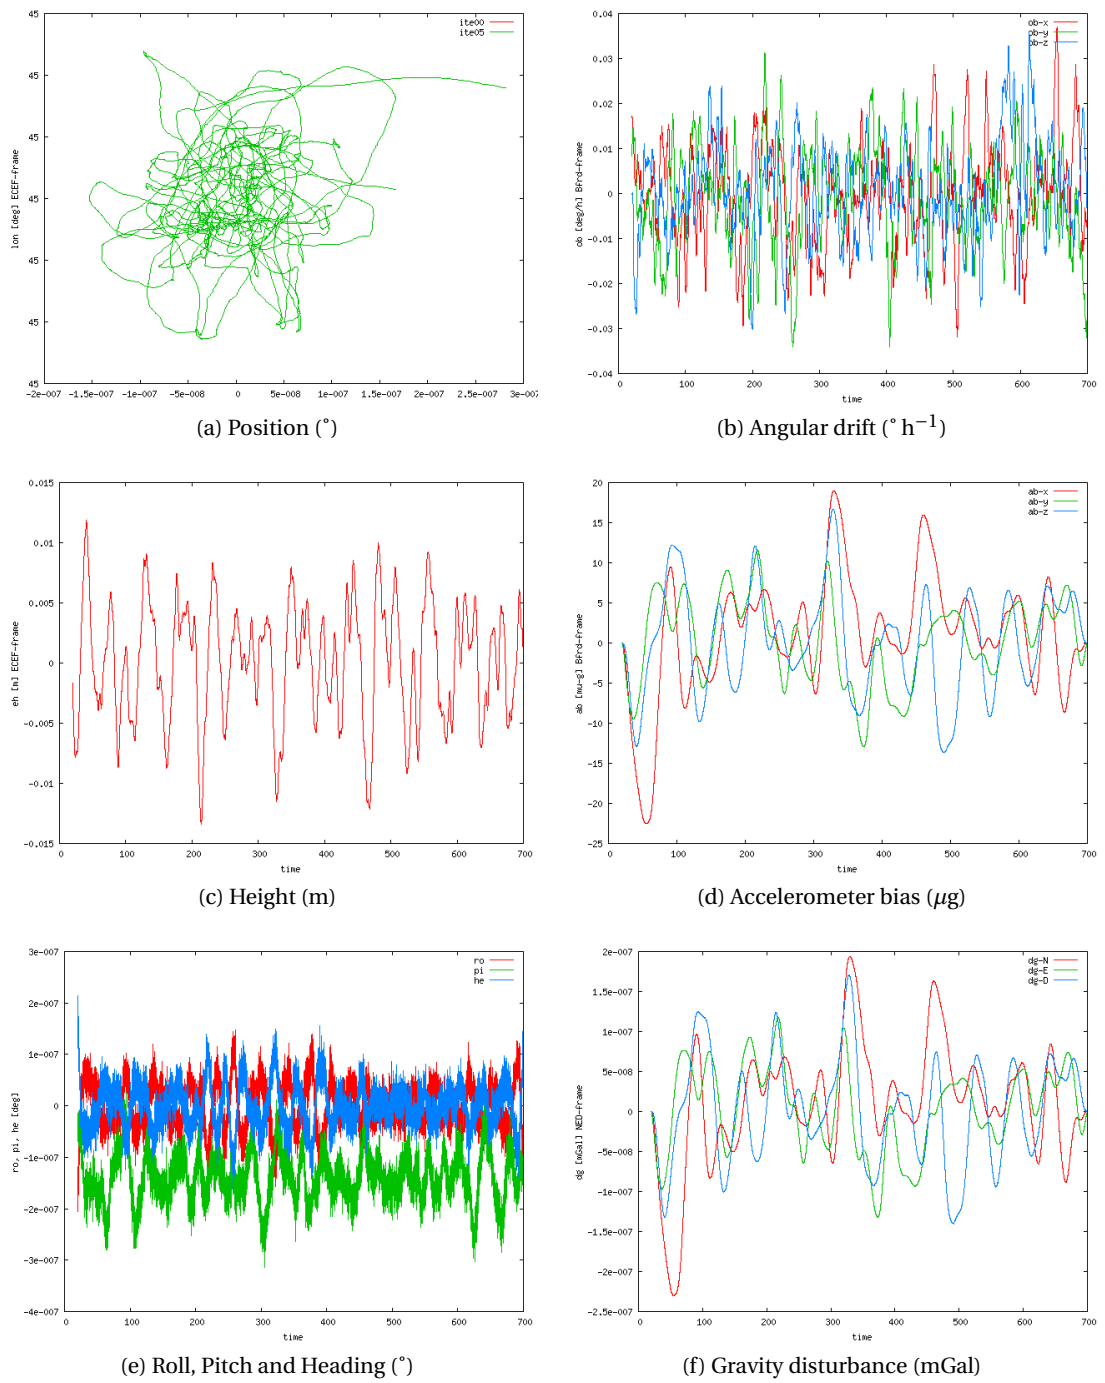 45
45
45
45
45
45
45
lon [deg] ECEF-frame
ite00
ite05
-2e-007 -1.5e-007 -1e-007 -5e-008 0 5e-008 1e-007 1.5e-007 2e-007 2.5e-007 3e-007
(a) Position (°)
0.04
0.03
0.02
0.01
0
-0.01
-0.02
-0.03
-0.04
ob [deg/h] Bfrd-frame
ob-x
ob-y
ob-z
0 100 200 300 400 500 600 700
time
(b) Angular drift (° h−1)
0.015
0.01
0.005
0
-0.005
-0.01
-0.015
eh [m] ECEF-frame
0 100 200 300 400 500 600 700
time
(c) Height (m)
20
15
10
5
0
-5
-10
-15
-20
-25
ab [mu-g] Bfrd-frame
ab-x
ab-y
ab-z
0 100 200 300 400 500 600 700
time
(d) Accelerometer bias (μg)
3e-007
2e-007
1e-007
0
-1e-007
-2e-007
-3e-007
-4e-007
ro, pi, he [deg]
ro
pi
he
0 100 200 300 400 500 600 700
time
(e) Roll, Pitch and Heading (°)
2e-007
1.5e-007
1e-007
5e-008
0
-5e-008
-1e-007
-1.5e-007
-2e-007
-2.5e-007
dg [mGal] NED-frame
dg-N
dg-E
dg-D
0 100 200 300 400 500 600 700
time
(f) Gravity disturbance (mGal)